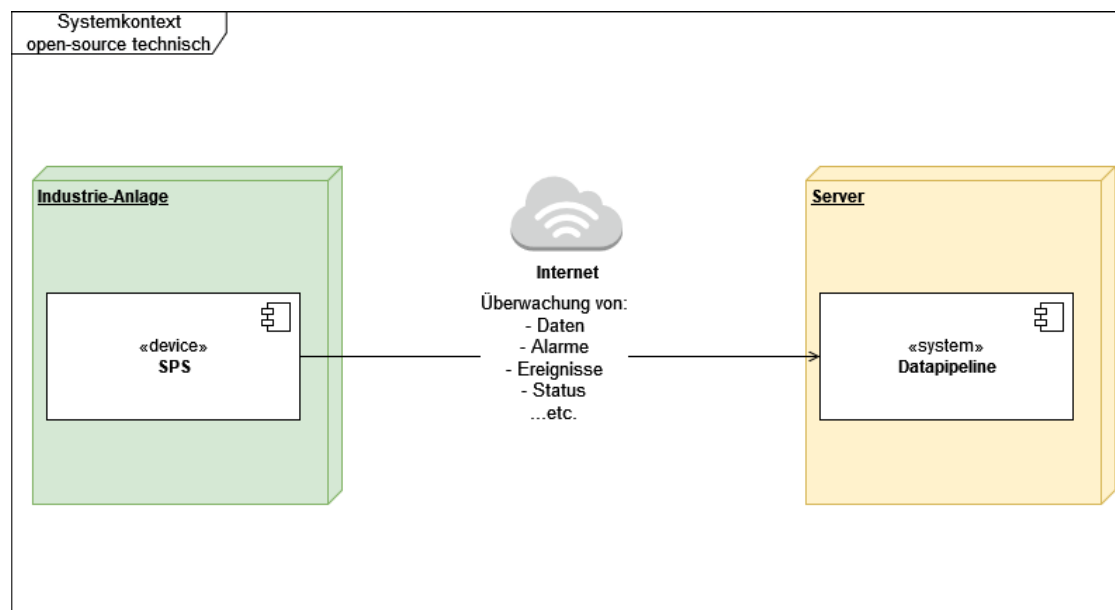 Systemkontext
open-source technisch
Industrie-Anlage
«device»
SPS
Internet
Überwachung von:
- Daten
- Alarme
- Ereignisse
- Status
...etc.
Server
«system»
Datapipeline